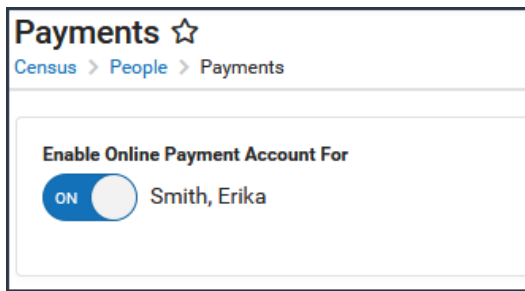 Payments
Census > People > Payments
Enable Online Payment Account For
ON Smith, Erika